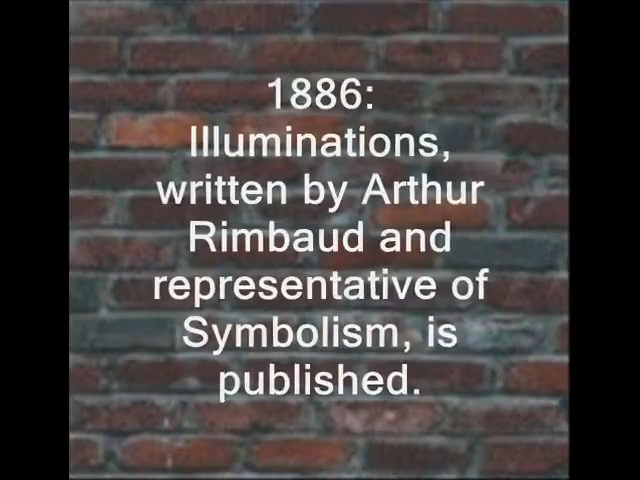 1886:
Illuminations,
written by Arthur
Rimbaud and
representative of
Symbolism, is
published.